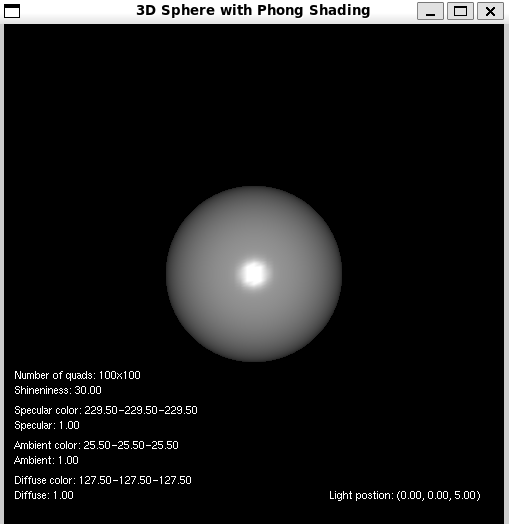 3D Sphere with Phong Shading
Number of quads: 100x100
Shineniness: 30.00
Specular color: 229.50-229.50-229.50
Specular: 1.00
Ambient color: 25.50-25.50-25.50
Ambient: 1.00
Diffuse color: 127.50-127.50-127.50
Diffuse: 1.00
Light postion: (0.00, 0.00, 5.00)